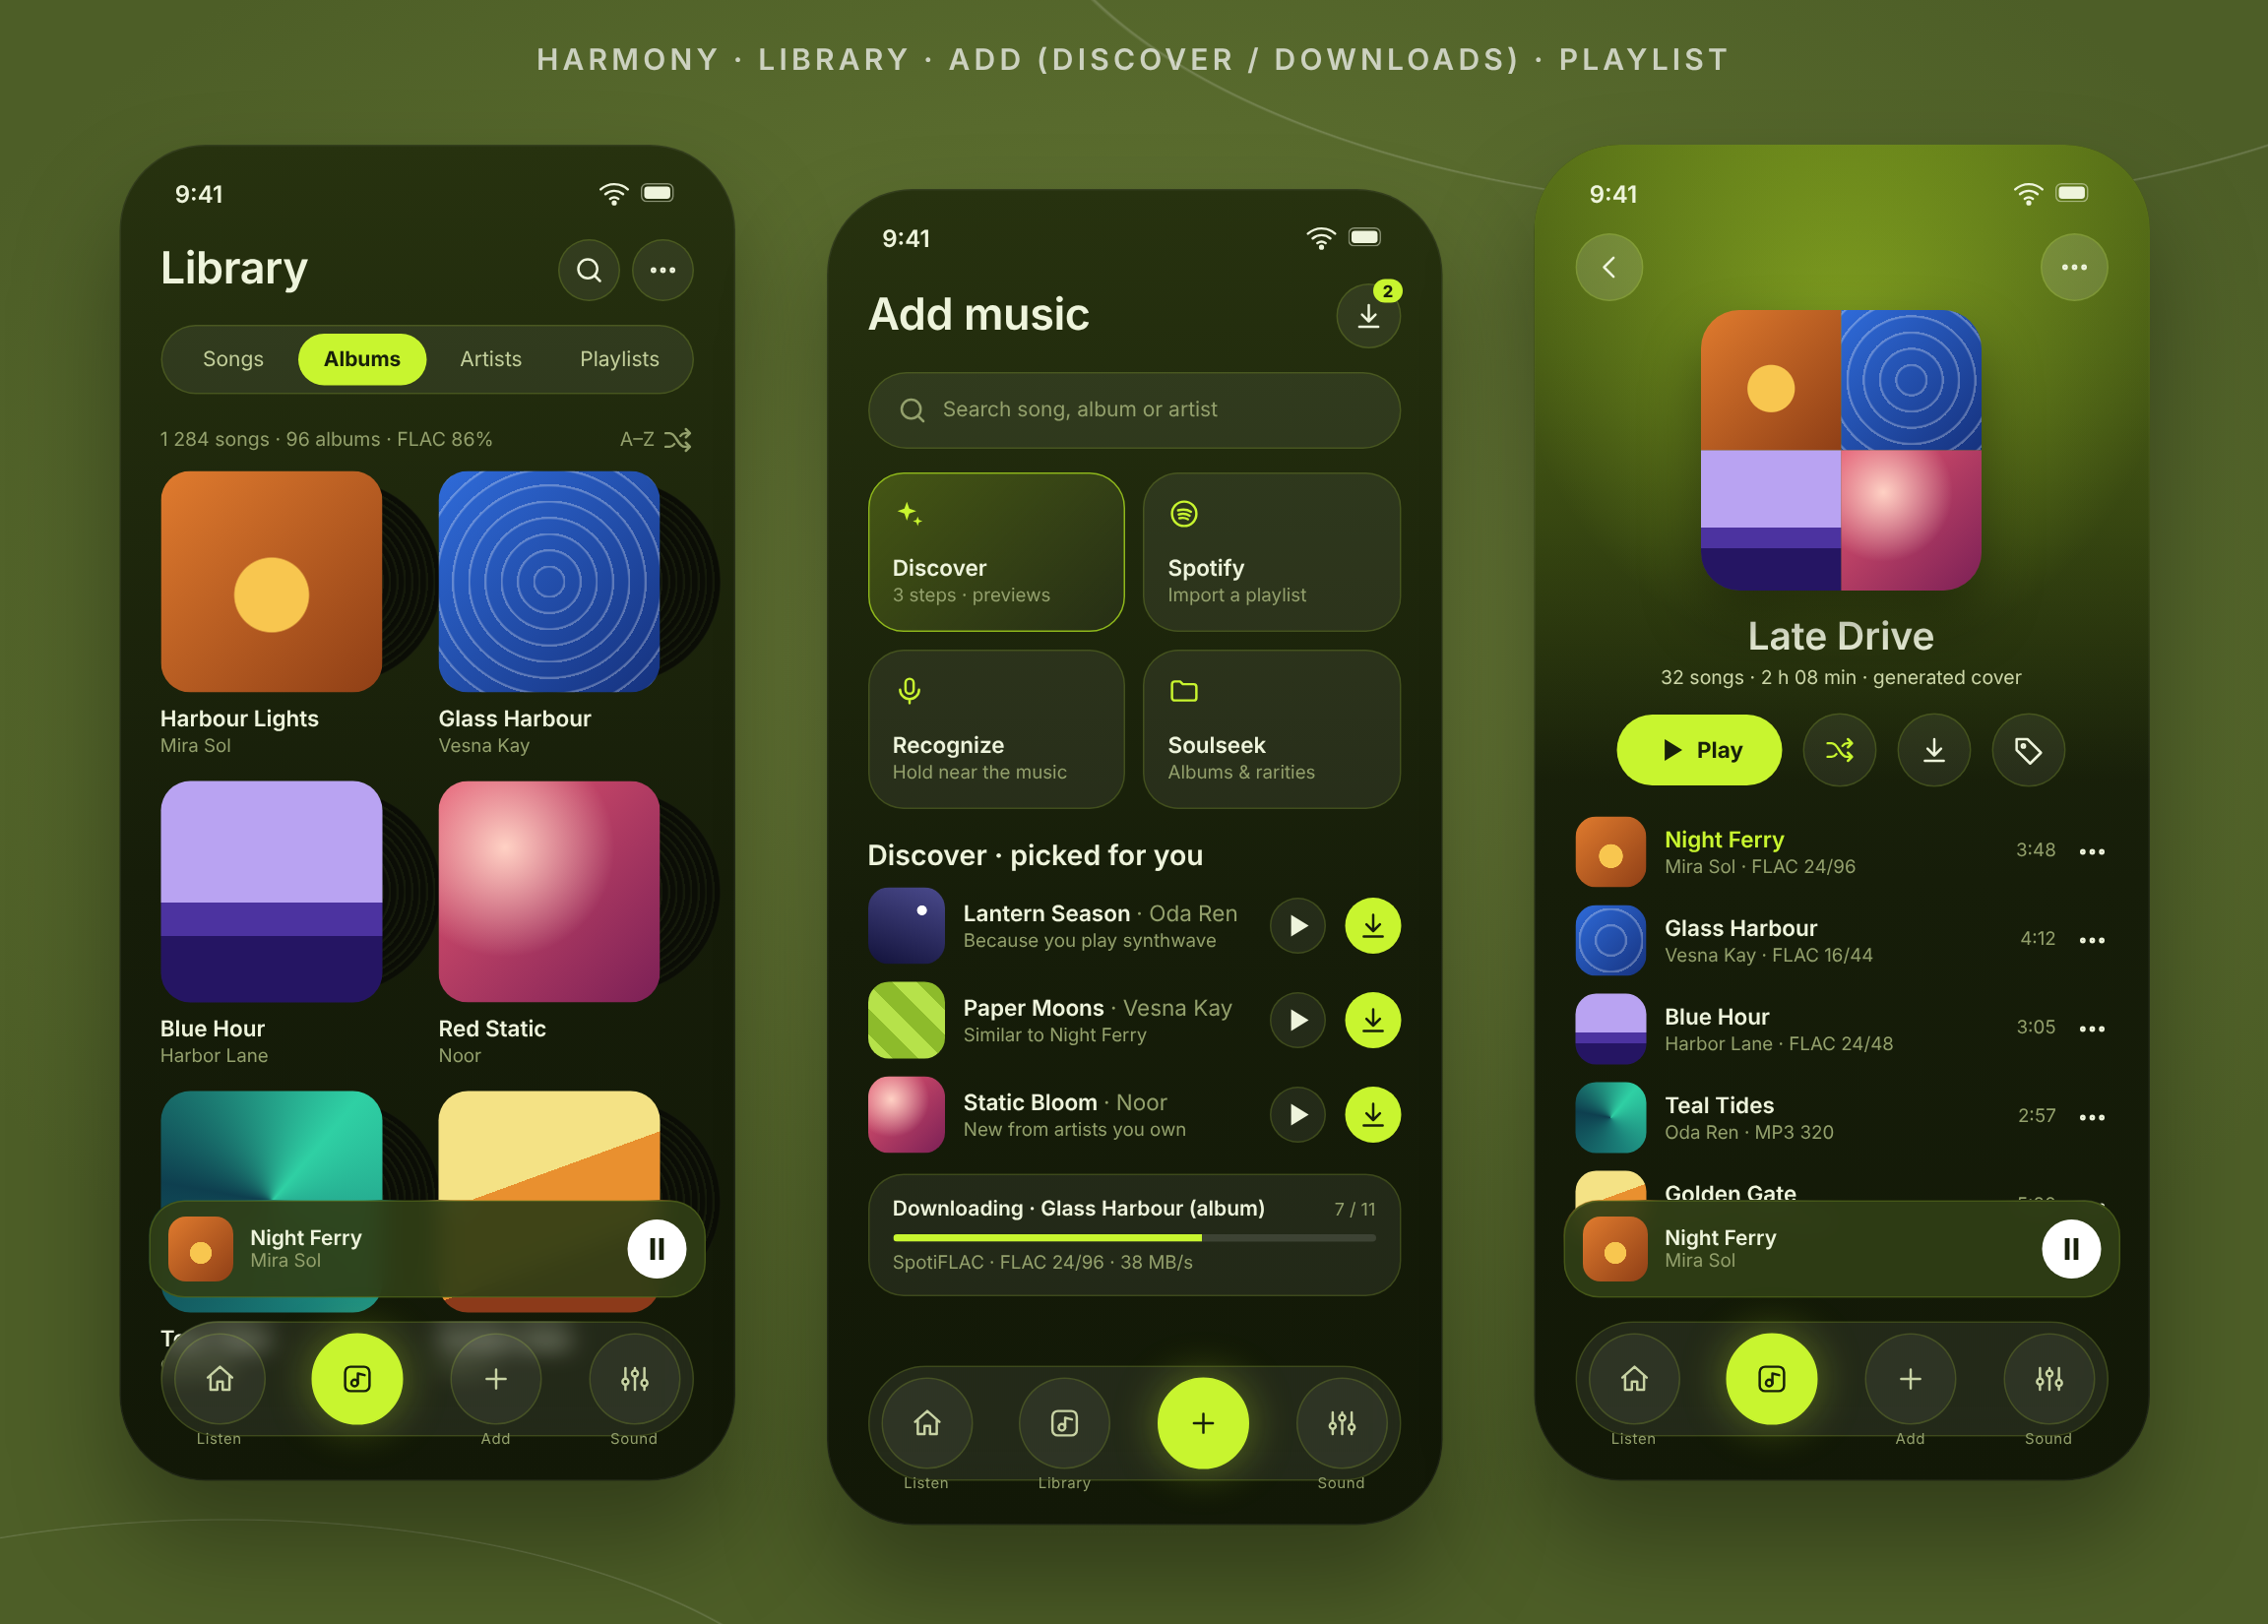 HARMONY · LIBRARY · ADD (DISCOVER / DOWNLOADS) · PLAYLIST
9:41
Library
Songs
Albums
Artists
Playlists
1 284 songs · 96 albums · FLAC 86%
A–Z
Harbour Lights
Mira Sol
Glass Harbour
Vesna Kay
Blue Hour
Harbor Lane
Red Static
Noor
Night Ferry
Mira Sol
Listen
Add
Sound
9:41
Add music
2
Search song, album or artist
Discover
3 steps · previews
Spotify
Import a playlist
Recognize
Hold near the music
Soulseek
Albums & rarities
Discover · picked for you
Lantern Season · Oda Ren
Because you play synthwave
Paper Moons · Vesna Kay
Similar to Night Ferry
Static Bloom · Noor
New from artists you own
Downloading · Glass Harbour (album)
7 / 11
SpotiFLAC · FLAC 24/96 · 38 MB/s
Listen
Library
Sound
9:41
Late Drive
32 songs · 2 h 08 min · generated cover
Play
Night Ferry
Mira Sol · FLAC 24/96
3:48
Glass Harbour
Vesna Kay · FLAC 16/44
4:12
Blue Hour
Harbor Lane · FLAC 24/48
3:05
Teal Tides
Oda Ren · MP3 320
2:57
Golden Gate
Night Ferry
Mira Sol
Listen
Add
Sound